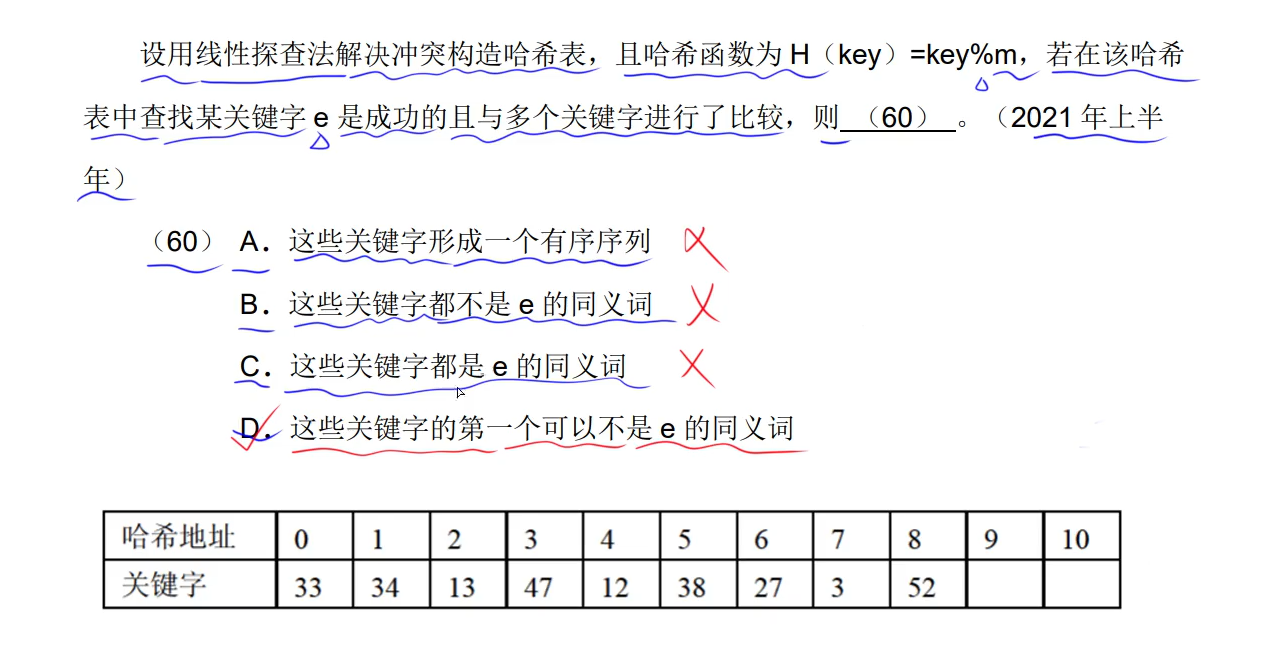 设用线性探查法解决冲突构造哈希表，且哈希函数为 H（key）=key%m，若在该哈希
表中查找某关键字 e 是成功的且与多个关键字进行了比较，则 （60） 。（2021 年上半
年）
（60） A．这些关键字形成一个有序序列
B．这些关键字都不是 e 的同义词
C．这些关键字都是 e 的同义词
D．这些关键字的第一个可以不是 e 的同义词
哈希地址 0 1 2 3 4 5 6 7 8 9 10
关键字 33 34 13 47 12 38 27 3 52